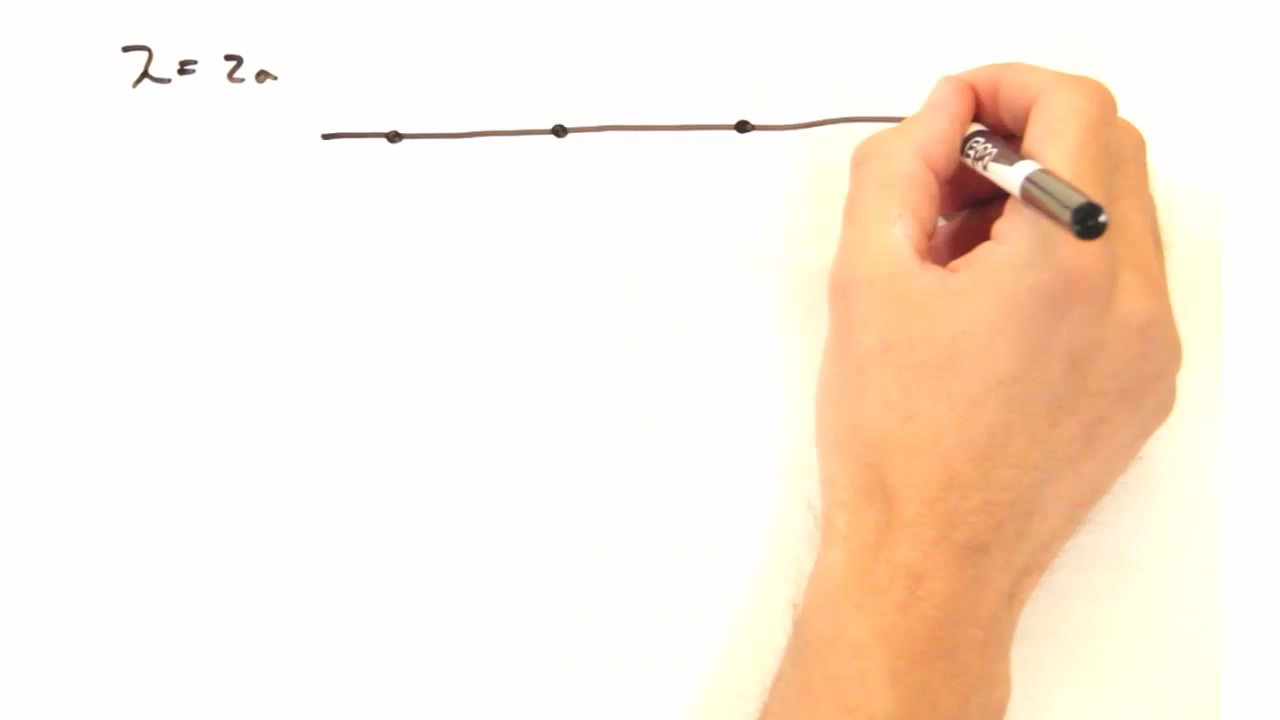 λ = 2a